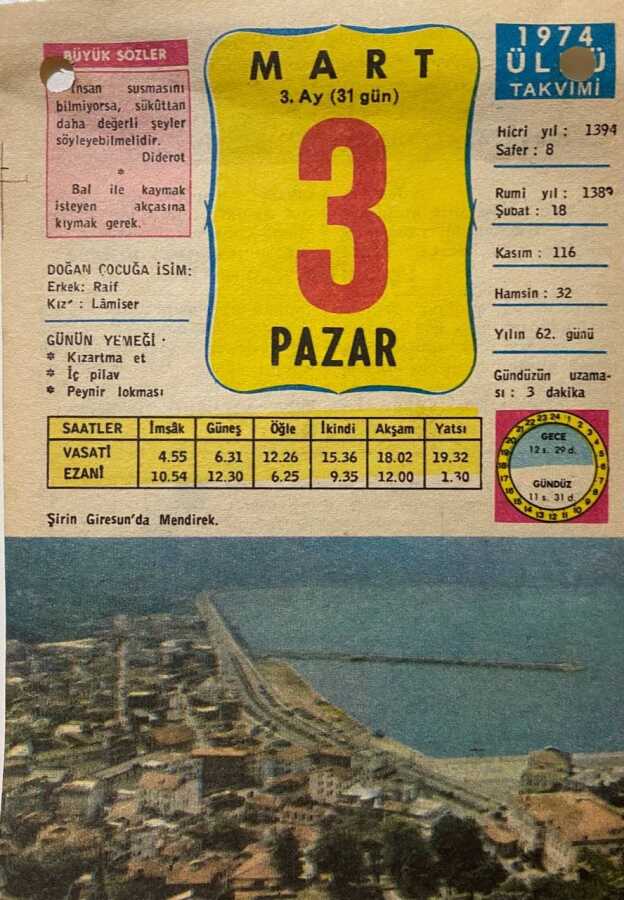 BÜYÜK SÖZLER
İnsan susmasını
bilmiyorsa, sükûttan
daha değerli şeyler
söyleyebilmelidir.
Diderot
*
Bal ile kaymak
isteyen akçasına
kıymak gerek.
DOĞAN ÇOCUĞA İSİM:
Erkek: Raif
Kız : Lâmiser
GÜNÜN YEMEĞİ :
* Kızartma et
* İç pilav
* Peynir lokması
MART
3. Ay (31 gün)
3
PAZAR
1974
TAKVİMİ
Hicri yıl : 1394
Safer : 8
Rumi yıl : 1389
Şubat : 18
Kasım : 116
Hamsin : 32
Yılın 62. günü
Gündüzün uzama-
sı : 3 dakika
SAATLER İmsâk Güneş Öğle İkindi Akşam Yatsı
VASATİ 4.55 6.31 12.26 15.36 18.02 19.32
EZANİ 10.54 12.30 6.25 9.35 12.00 1.30
GECE
12 s. 29 d.
GÜNDÜZ
11 s. 31 d.
Şirin Giresun'da Mendirek.